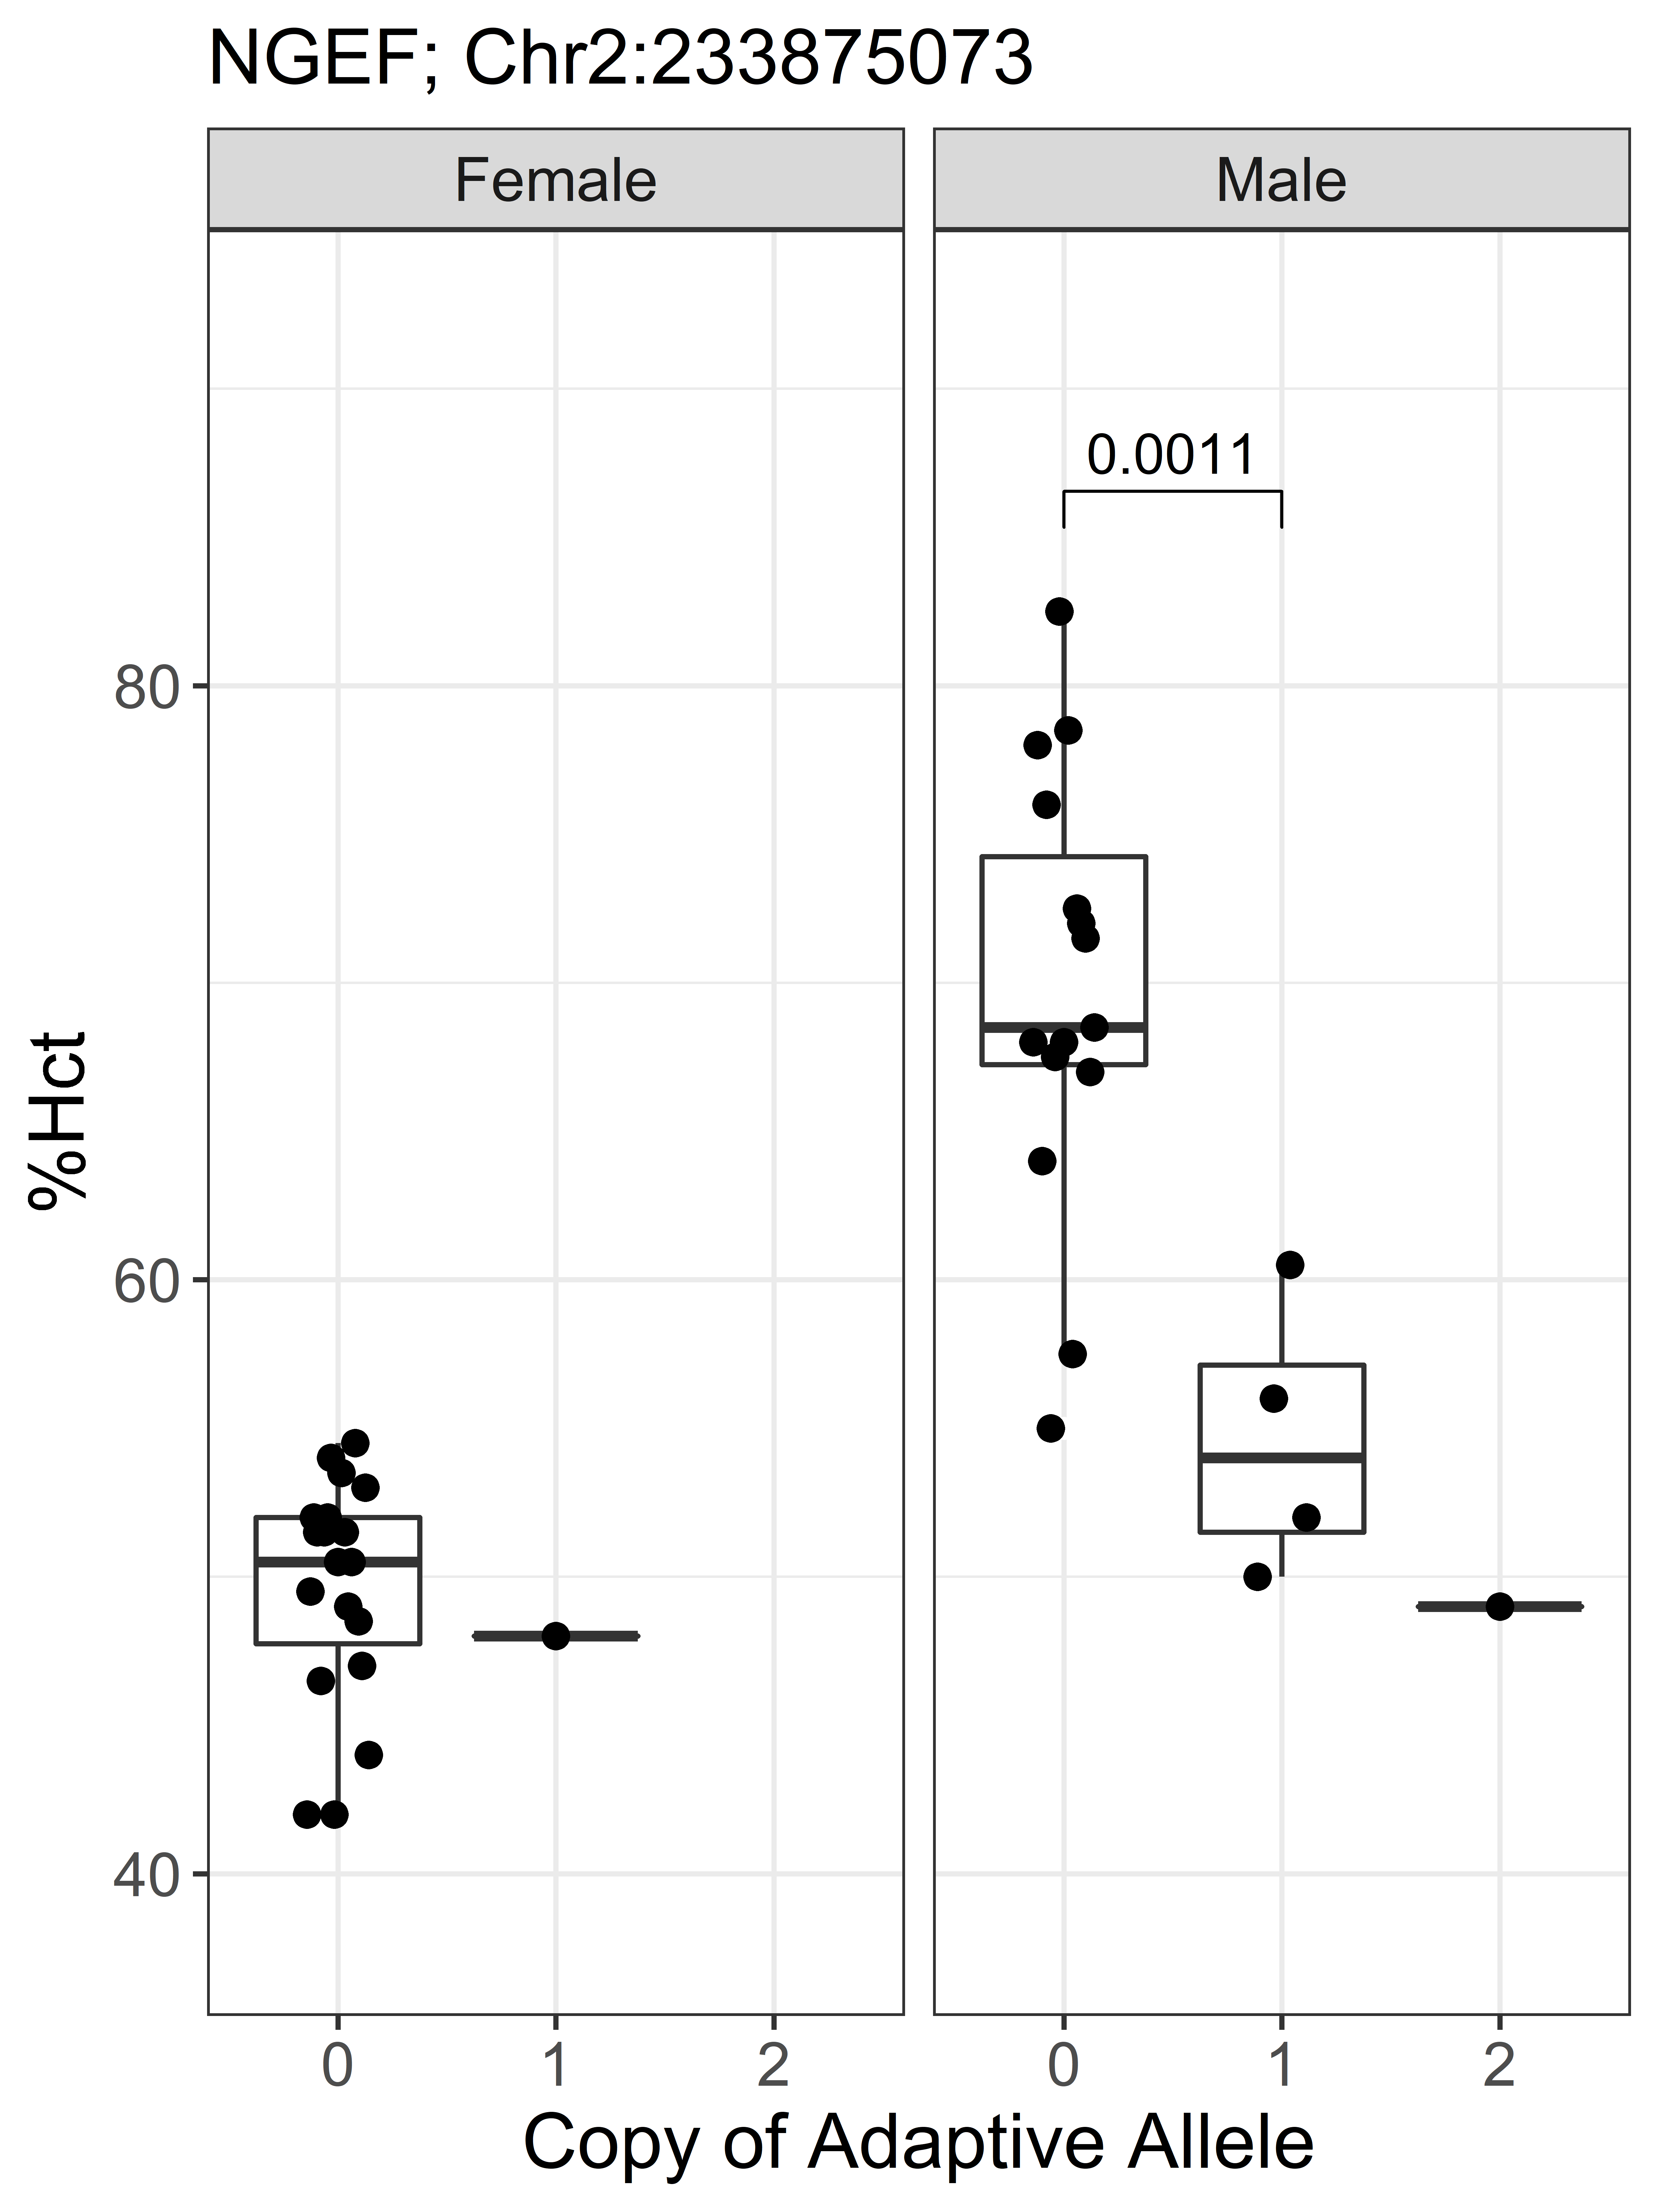 NGEF; Chr2:233875073
Female Male
0.0011
80
60
40
%Hct
0 1 2 0 1 2
Copy of Adaptive Allele